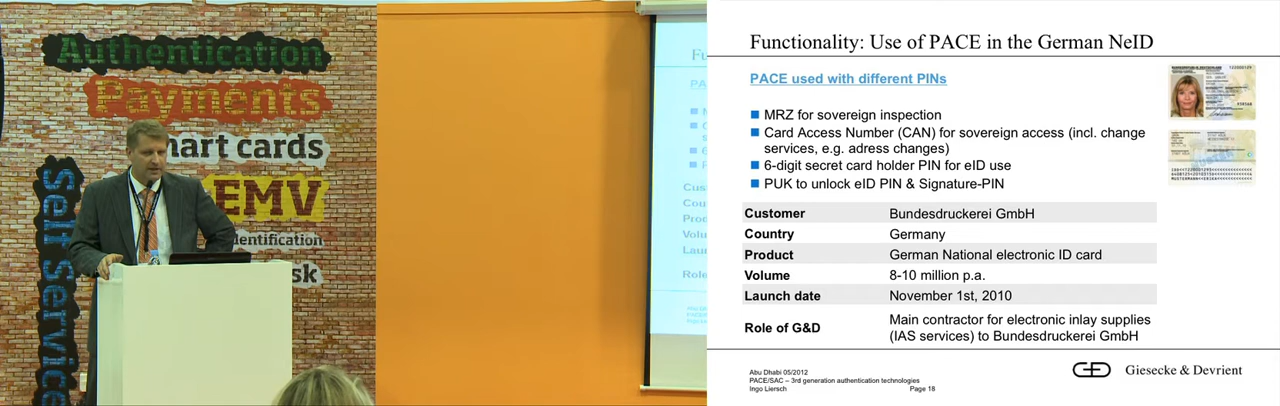 Authentication
Payments
mart cards
EMV
dentification
sk
Self Service
Functionality: Use of PACE in the German NeID
PACE used with different PINs
MRZ for sovereign inspection
Card Access Number (CAN) for sovereign access (incl. change
services, e.g. adress changes)
6-digit secret card holder PIN for eID use
PUK to unlock eID PIN & Signature-PIN
Customer Bundesdruckerei GmbH
Country Germany
Product German National electronic ID card
Volume 8-10 million p.a.
Launch date November 1st, 2010
Role of G&D Main contractor for electronic inlay supplies
(IAS services) to Bundesdruckerei GmbH
Abu Dhabi 05/2012
PACE/SAC – 3rd generation authentication technologies
Ingo Liersch Page 18
Giesecke & Devrient